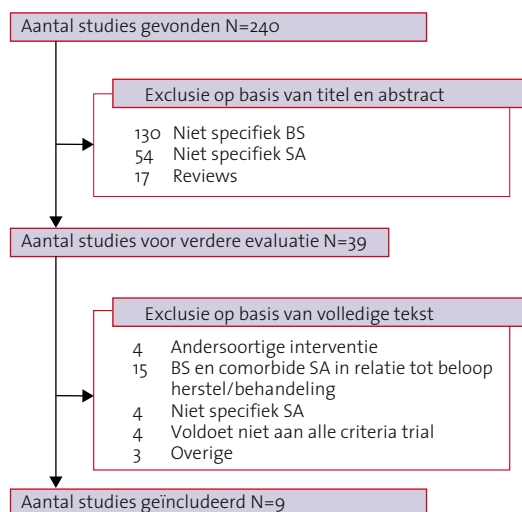 Aantal studies gevonden N=240
Exclusie op basis van titel en abstract
130 Niet specifiek BS
54 Niet specifiek SA
17 Reviews
Aantal studies voor verdere evaluatie N=39
Exclusie op basis van volledige tekst
4 Andersoortige interventie
15 BS en comorbide SA in relatie tot beloop
herstel/behandeling
4 Niet specifiek SA
4 Voldoet niet aan alle criteria trial
3 Overige
Aantal studies geïncludeerd N=9